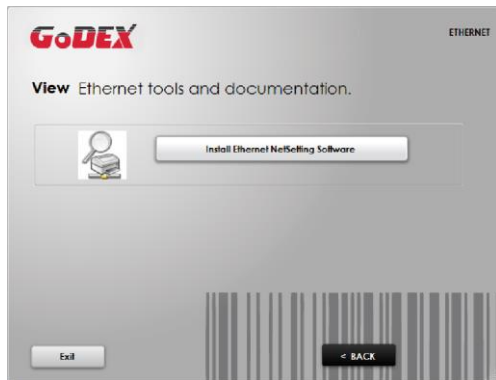 GoDEX
ETHERNET
View Ethernet tools and documentation.
Install Ethernet NetSetting Software
Exit
< BACK